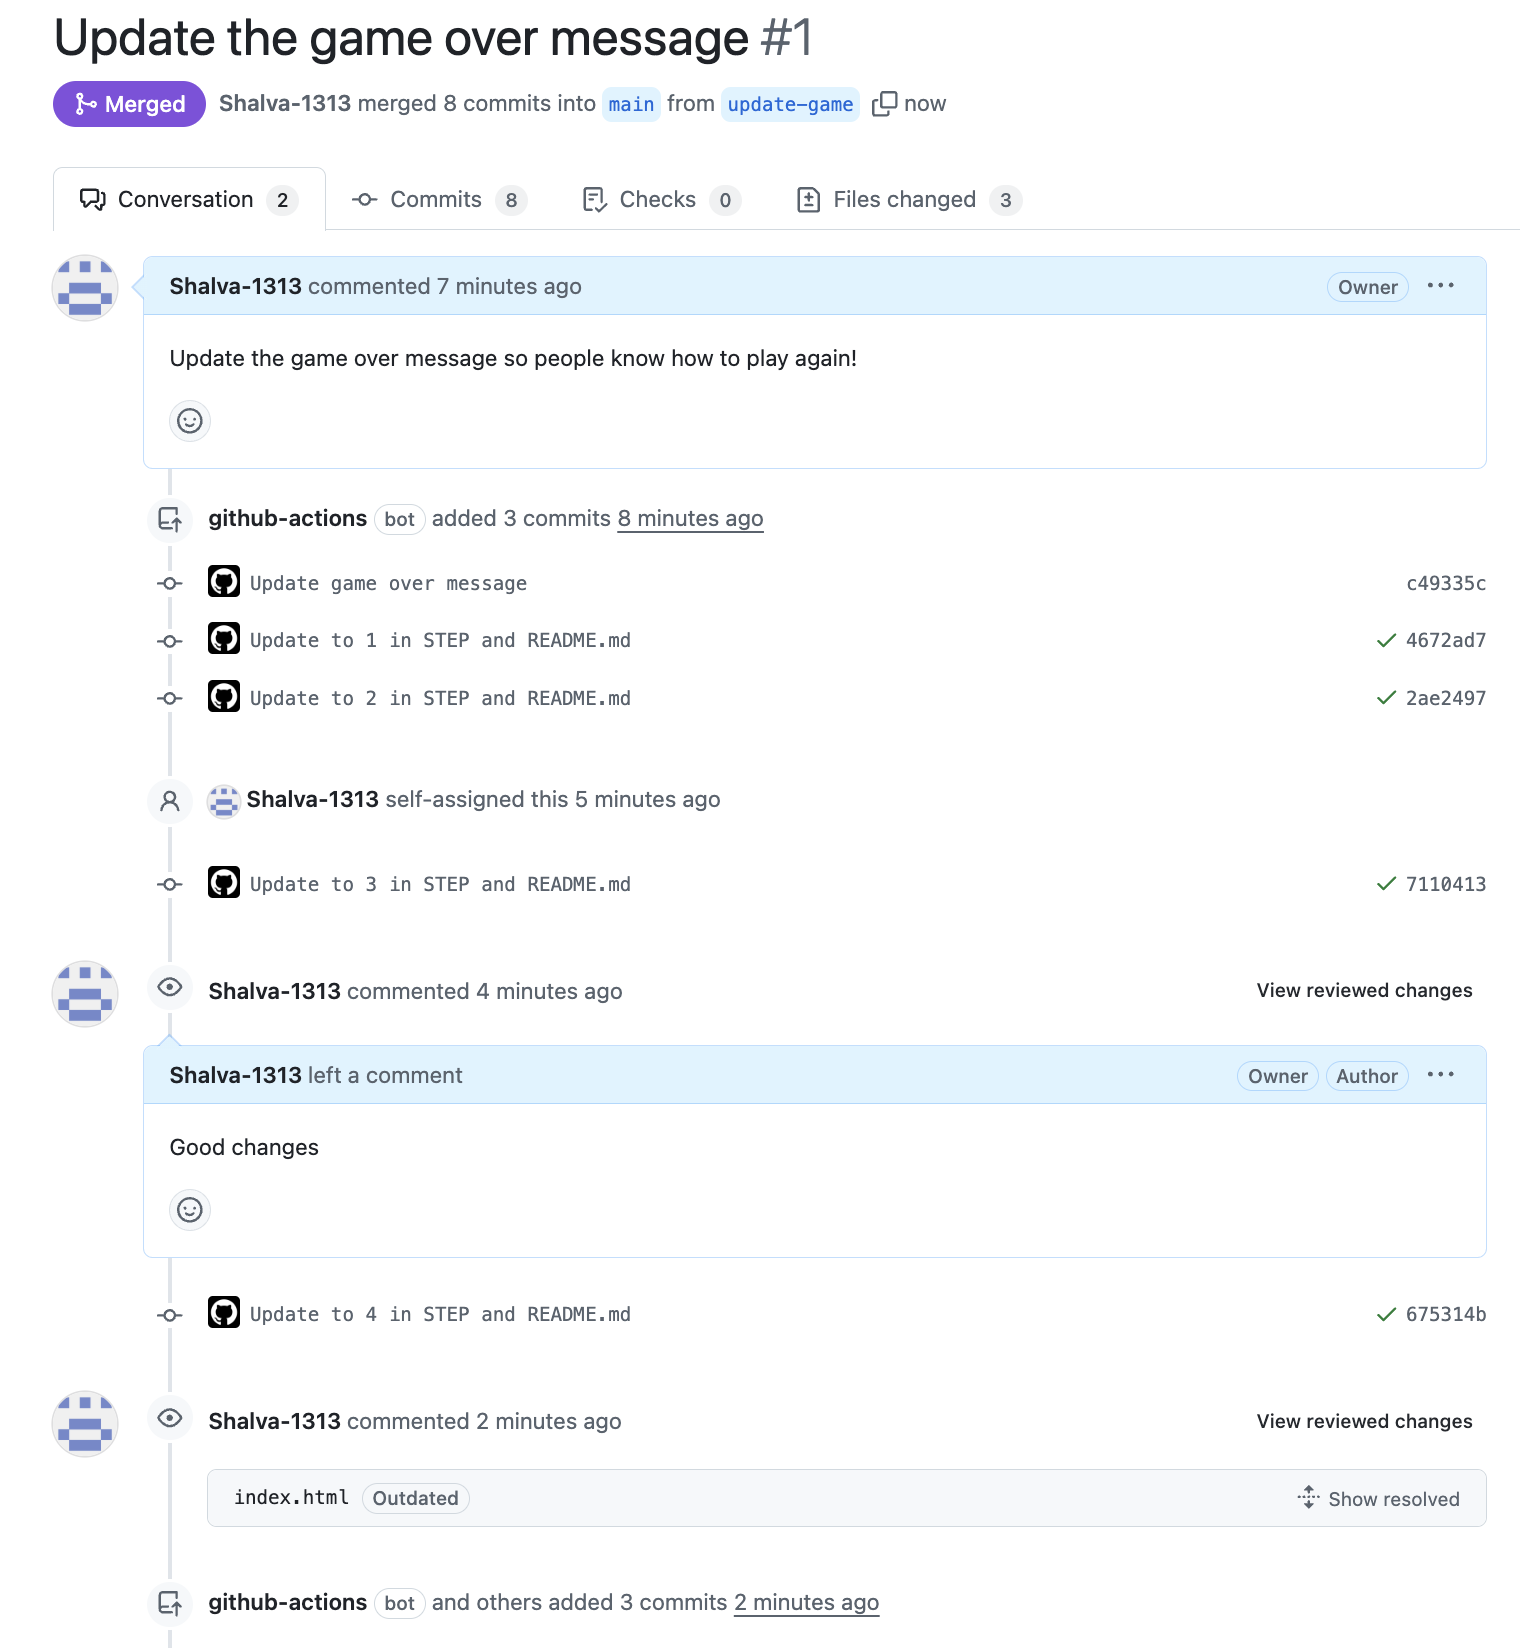 Update the game over message #1
Merged Shalva-1313 merged 8 commits into main from update-game now
Conversation 2 Commits 8 Checks 0 Files changed 3
Shalva-1313 commented 7 minutes ago Owner
Update the game over message so people know how to play again!
github-actions bot added 3 commits 8 minutes ago
Update game over message c49335c
Update to 1 in STEP and README.md 4672ad7
Update to 2 in STEP and README.md 2ae2497
Shalva-1313 self-assigned this 5 minutes ago
Update to 3 in STEP and README.md 7110413
Shalva-1313 commented 4 minutes ago View reviewed changes
Shalva-1313 left a comment Owner Author
Good changes
Update to 4 in STEP and README.md 675314b
Shalva-1313 commented 2 minutes ago View reviewed changes
index.html Outdated Show resolved
github-actions bot and others added 3 commits 2 minutes ago